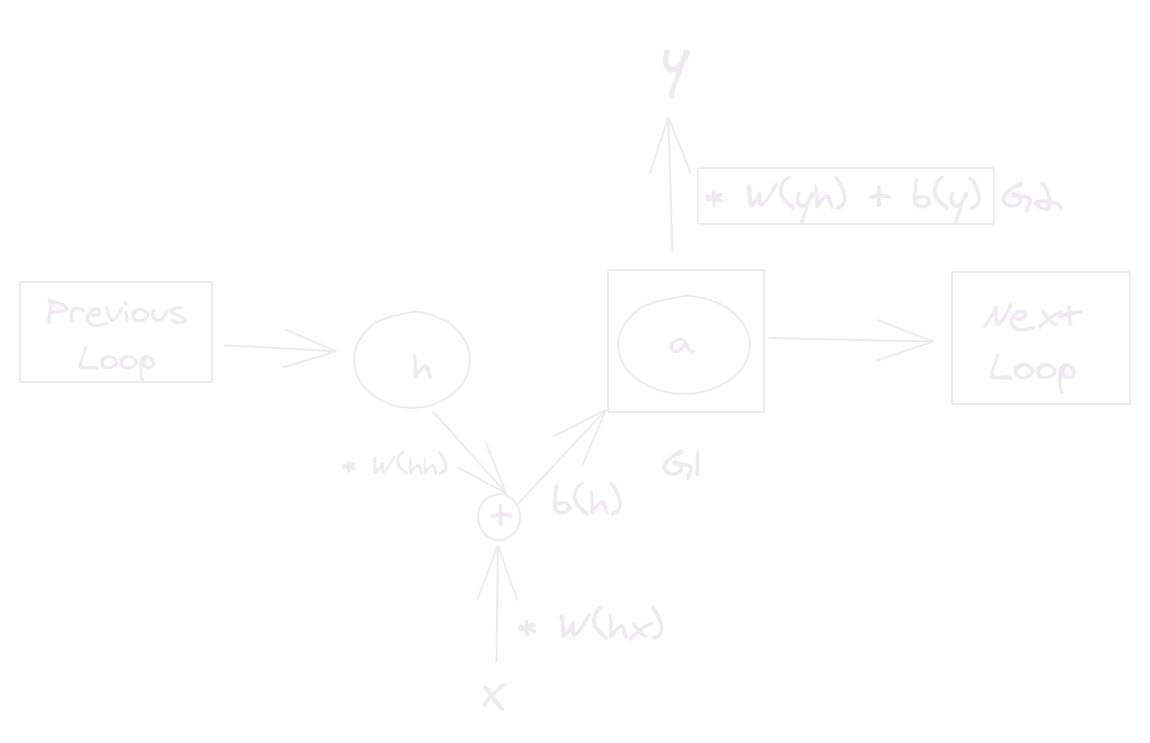 y
* W(yh) + b(y) G2
Previous
Loop
h
a
Next
Loop
* W(hh)
G1
+
b(h)
* W(hx)
x